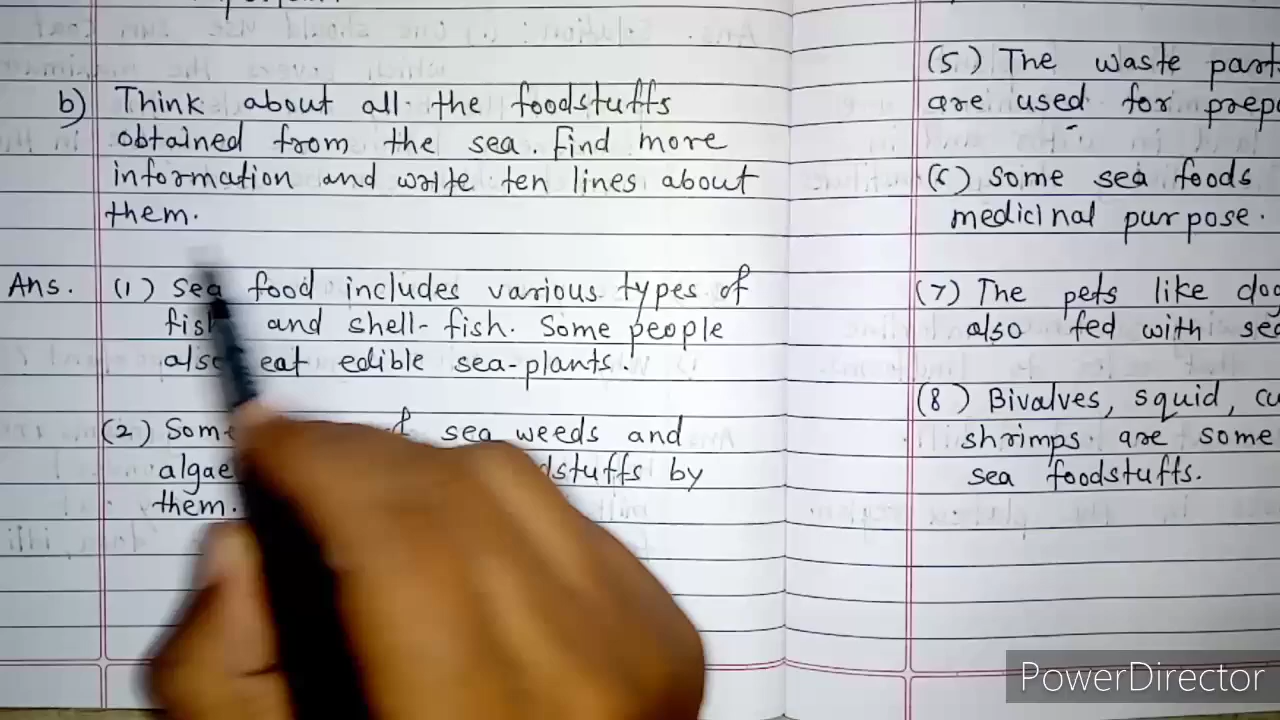 b) Think about all the foodstuffs
obtained from the sea. Find more
information and write ten lines about
them.
Ans. (1) Sea food includes various types of
fish and shell-fish. Some people
also eat edible sea-plants.
(2) Some of sea weeds and
algae by
them.
(5) The waste part
are used for
(6) Some sea foods
medicinal purpose.
(7) The pets like
also fed with
(8) Bivalves, squid,
shrimps are some
sea foodstuffs.
PowerDirector